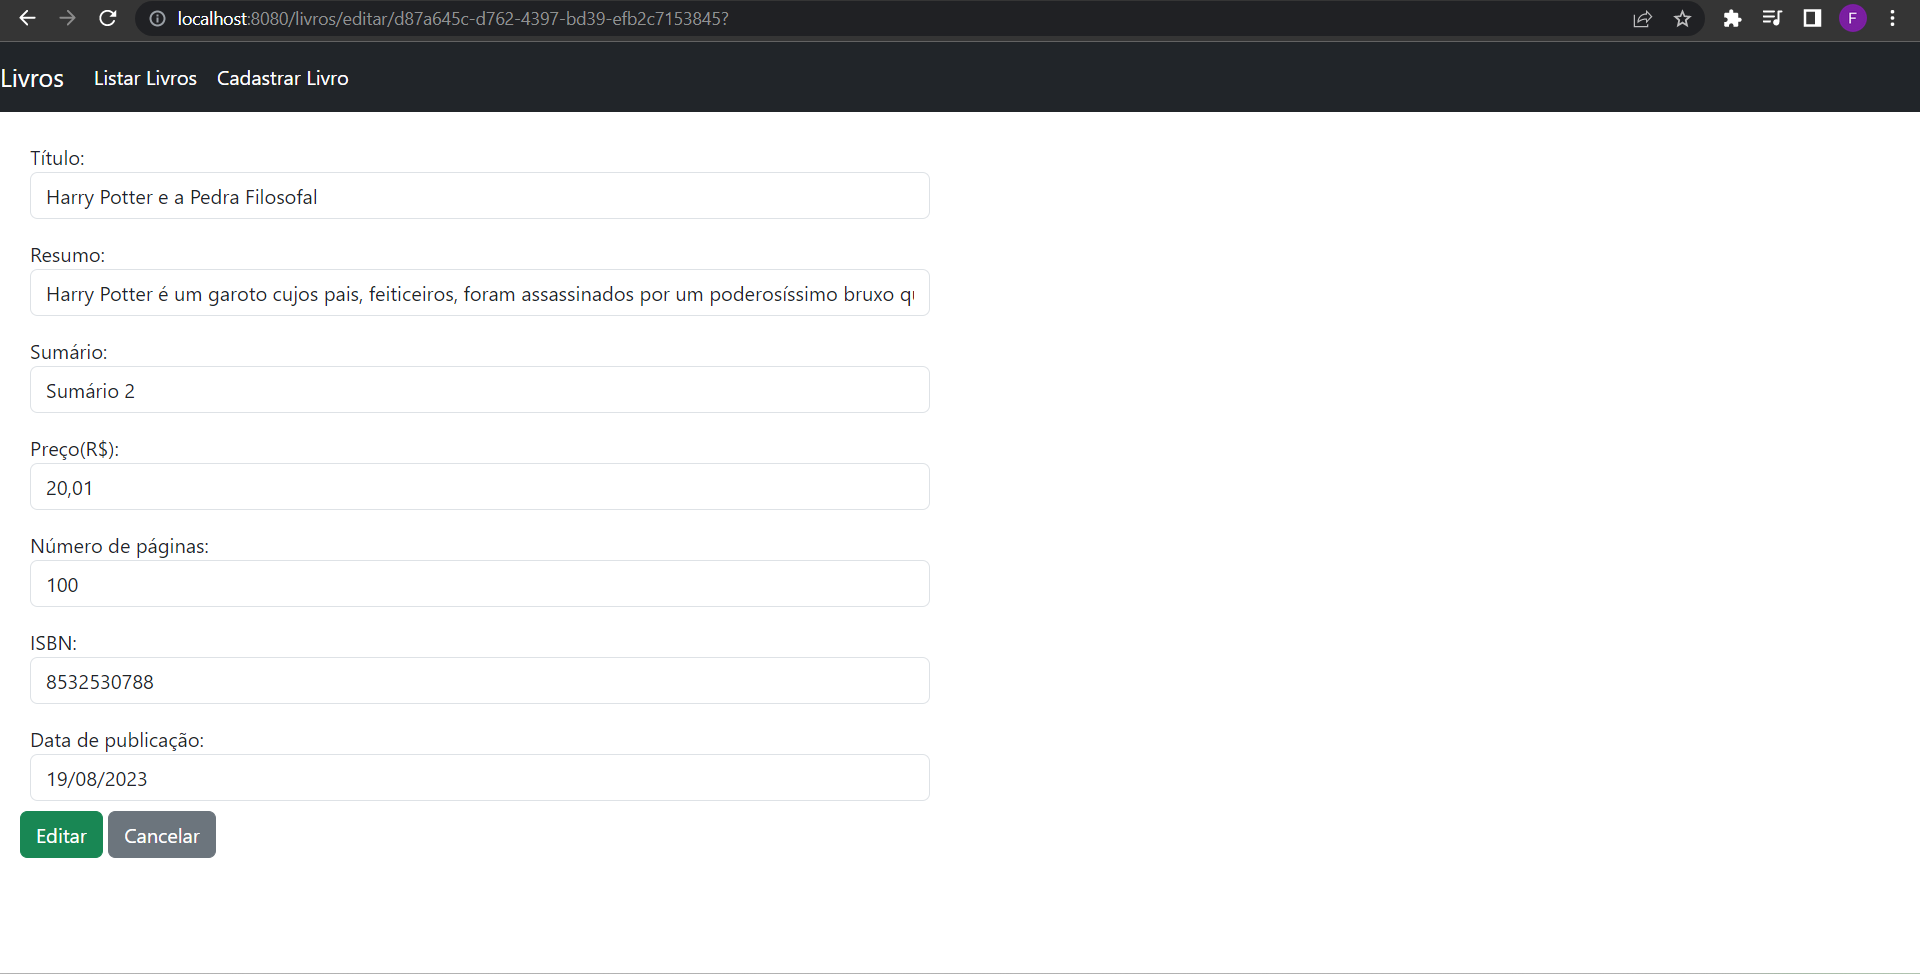 localhost:8080/livros/editar/d87a645c-d762-4397-bd39-efb2c7153845?
F
Livros Listar Livros Cadastrar Livro
Título:
Harry Potter e a Pedra Filosofal
Resumo:
Harry Potter é um garoto cujos pais, feiticeiros, foram assassinados por um poderosíssimo bruxo
Sumário:
Sumário 2
Preço(R$):
20,01
Número de páginas:
100
ISBN:
8532530788
Data de publicação:
19/08/2023
Editar Cancelar